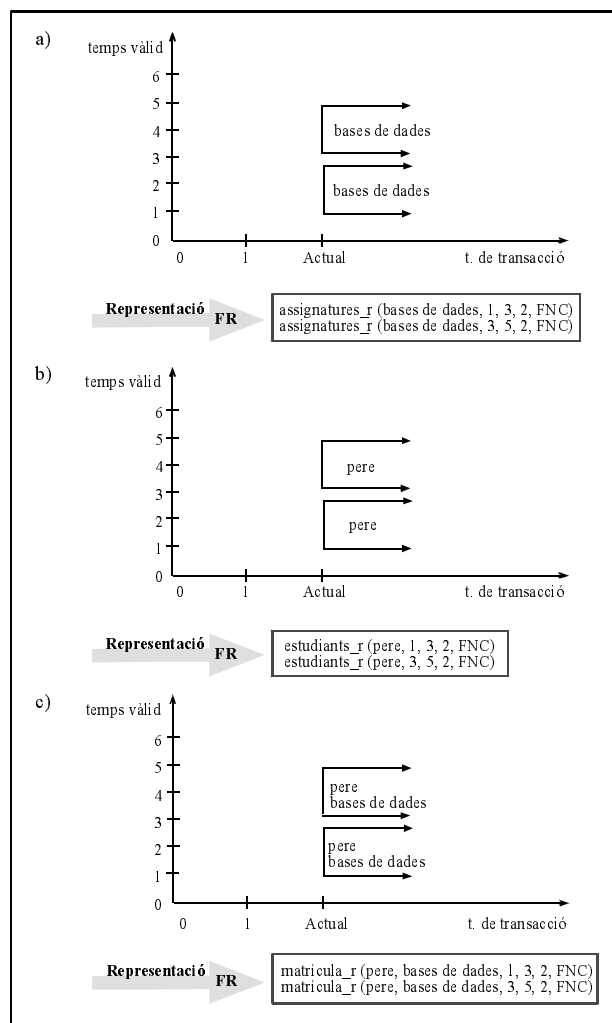 a)
temps vàlid
6
5
4
3
2
1
0
bases de dades
bases de dades
0 1 Actual t. de transacció
Representació FR
assignatures_r (bases de dades, 1, 3, 2, FNC)
assignatures_r (bases de dades, 3, 5, 2, FNC)
b)
temps vàlid
6
5
4
3
2
1
0
pere
pere
0 1 Actual t. de transacció
Representació FR
estudiants_r (pere, 1, 3, 2, FNC)
estudiants_r (pere, 3, 5, 2, FNC)
c)
temps vàlid
6
5
4
3
2
1
0
pere
bases de dades
pere
bases de dades
0 1 Actual t. de transacció
Representació FR
matrícula_r (pere, bases de dades, 1, 3, 2, FNC)
matrícula_r (pere, bases de dades, 3, 5, 2, FNC)